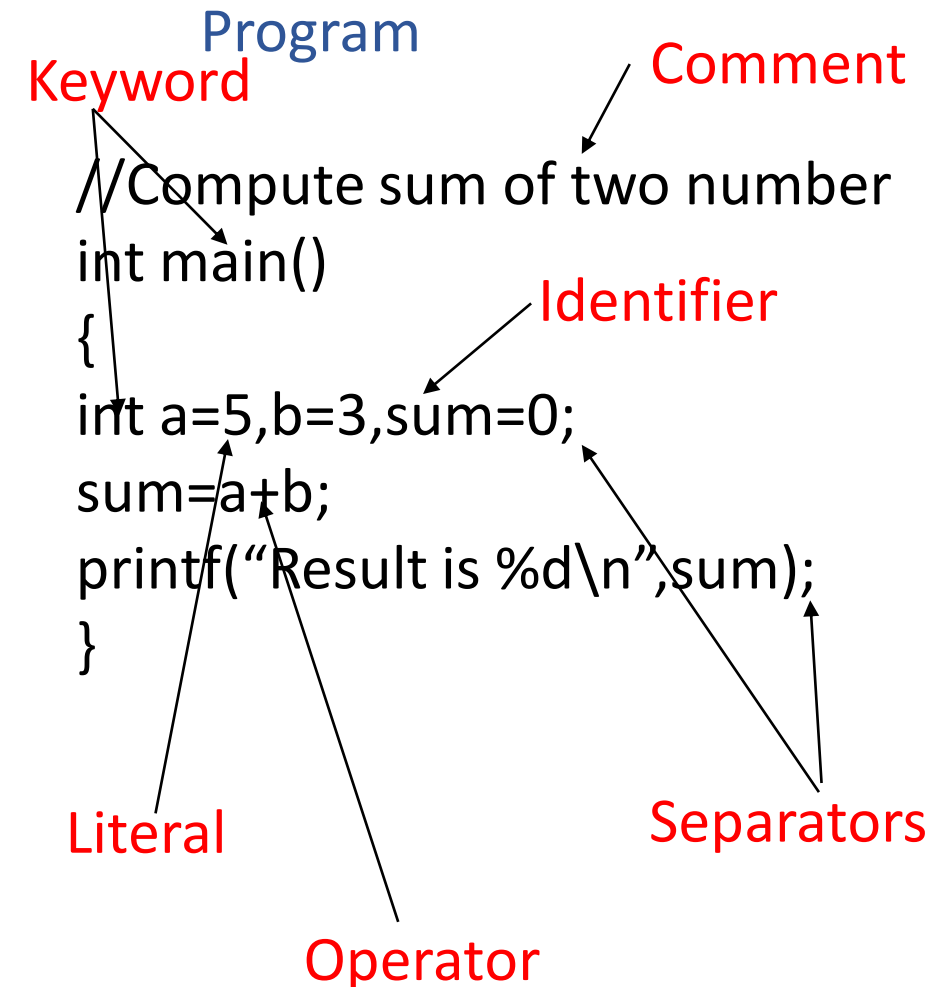 Program
Keyword
Comment
//Compute sum of two number
int main()
{
Identifier
int a=5,b=3,sum=0;
sum=a+b;
printf(“Result is %d\n”,sum);
}
Literal
Separators
Operator